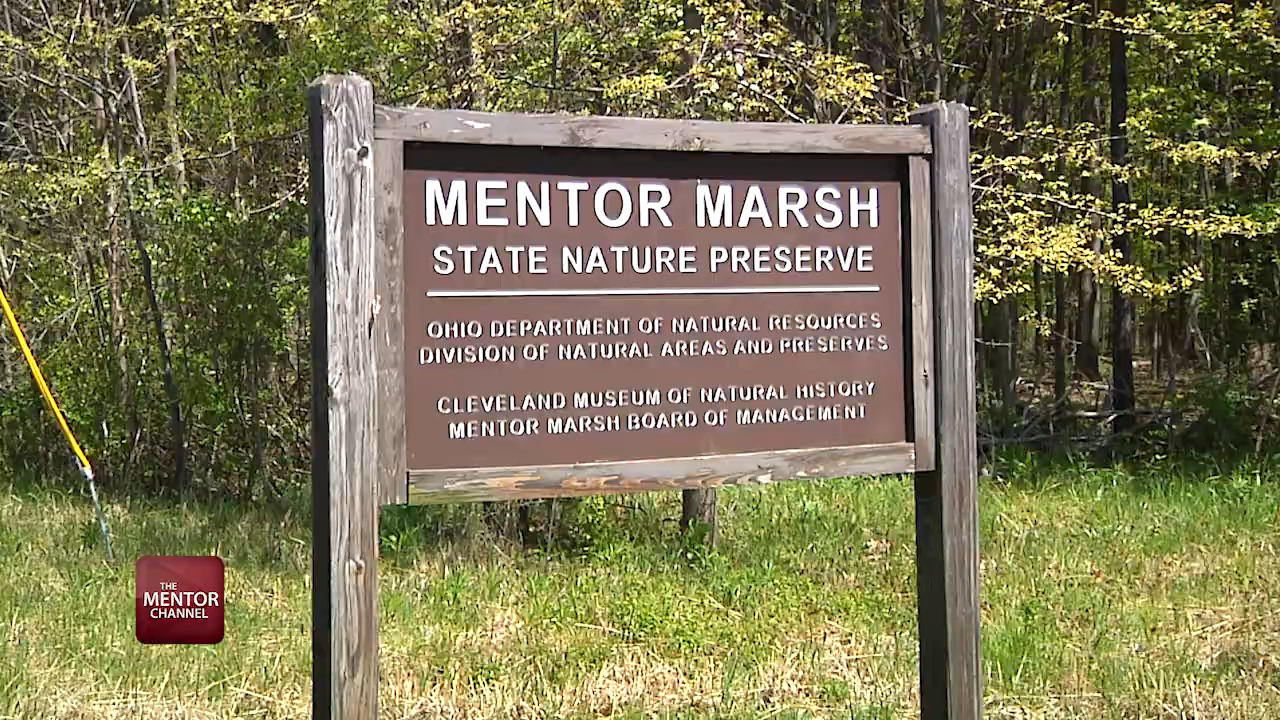 MENTOR MARSH
STATE NATURE PRESERVE
OHIO DEPARTMENT OF NATURAL RESOURCES
DIVISION OF NATURAL AREAS AND PRESERVES
CLEVELAND MUSEUM OF NATURAL HISTORY
MENTOR MARSH BOARD OF MANAGEMENT
THE
MENTOR
CHANNEL